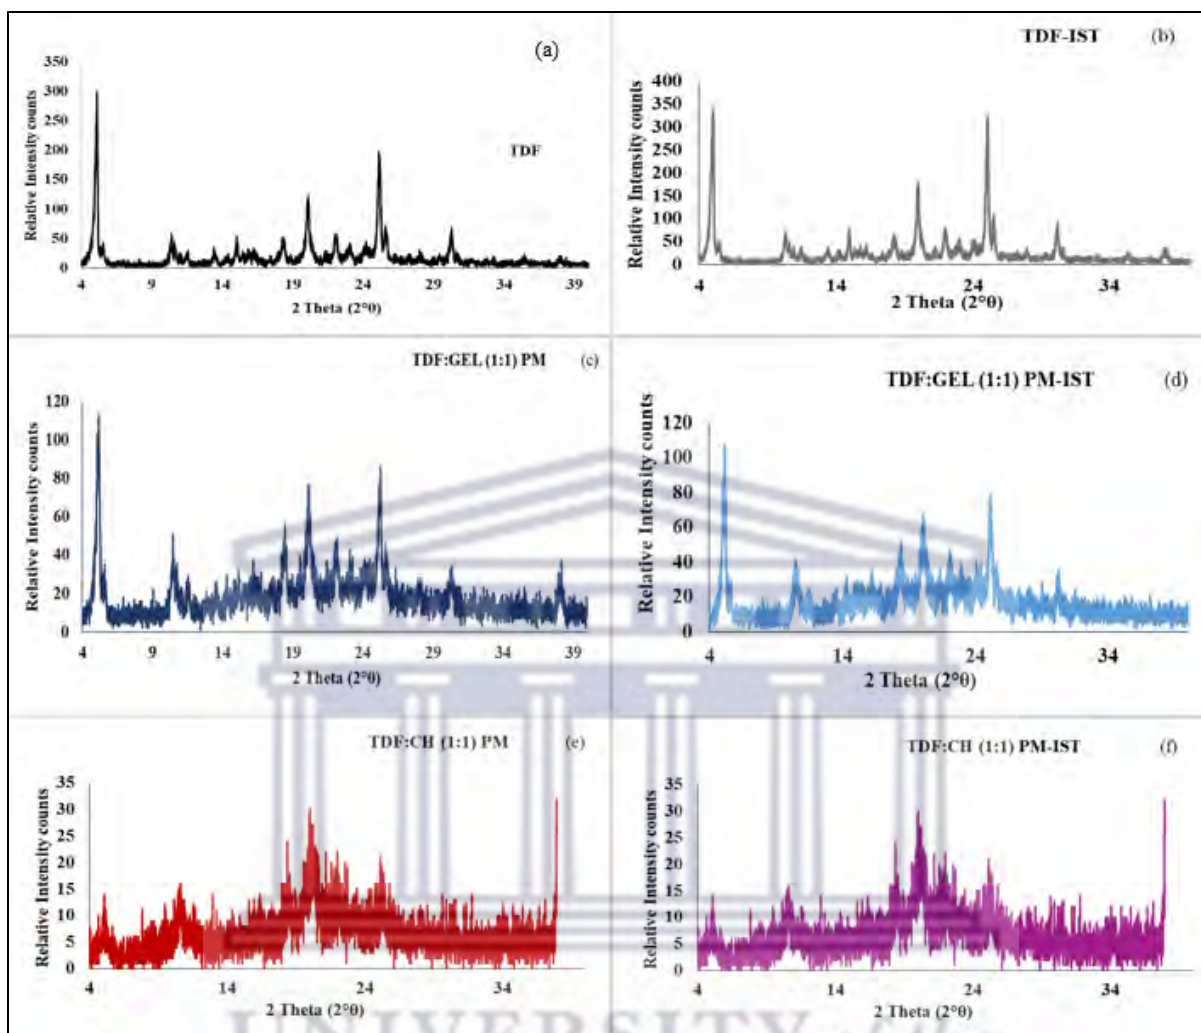 (a)
TDF
Relative Intensity counts
350
300
250
200
150
100
50
0
4 9 14 19 24 29 34 39
2 Theta (2°θ)
TDF-IST (b)
Relative Intensity counts
400
350
300
250
200
150
100
50
0
4 14 24 34
2 Theta (2°θ)
TDF:GEL (1:1) PM (c)
Relative Intensity counts
120
100
80
60
40
20
0
4 9 14 19 24 29 34 39
2 Theta (2°θ)
TDF:GEL (1:1) PM-IST (d)
Relative Intensity counts
120
100
80
60
40
20
0
4 14 24 34
2 Theta (2°θ)
TDF:CH (1:1) PM (e)
Relative Intensity counts
35
30
25
20
15
10
5
0
4 14 24 34
2 Theta (2°θ)
TDF:CH (1:1) PM-IST (f)
Relative Intensity counts
35
30
25
20
15
10
5
0
4 14 24 34
2 Theta (2°θ)
UNIVERSITY of